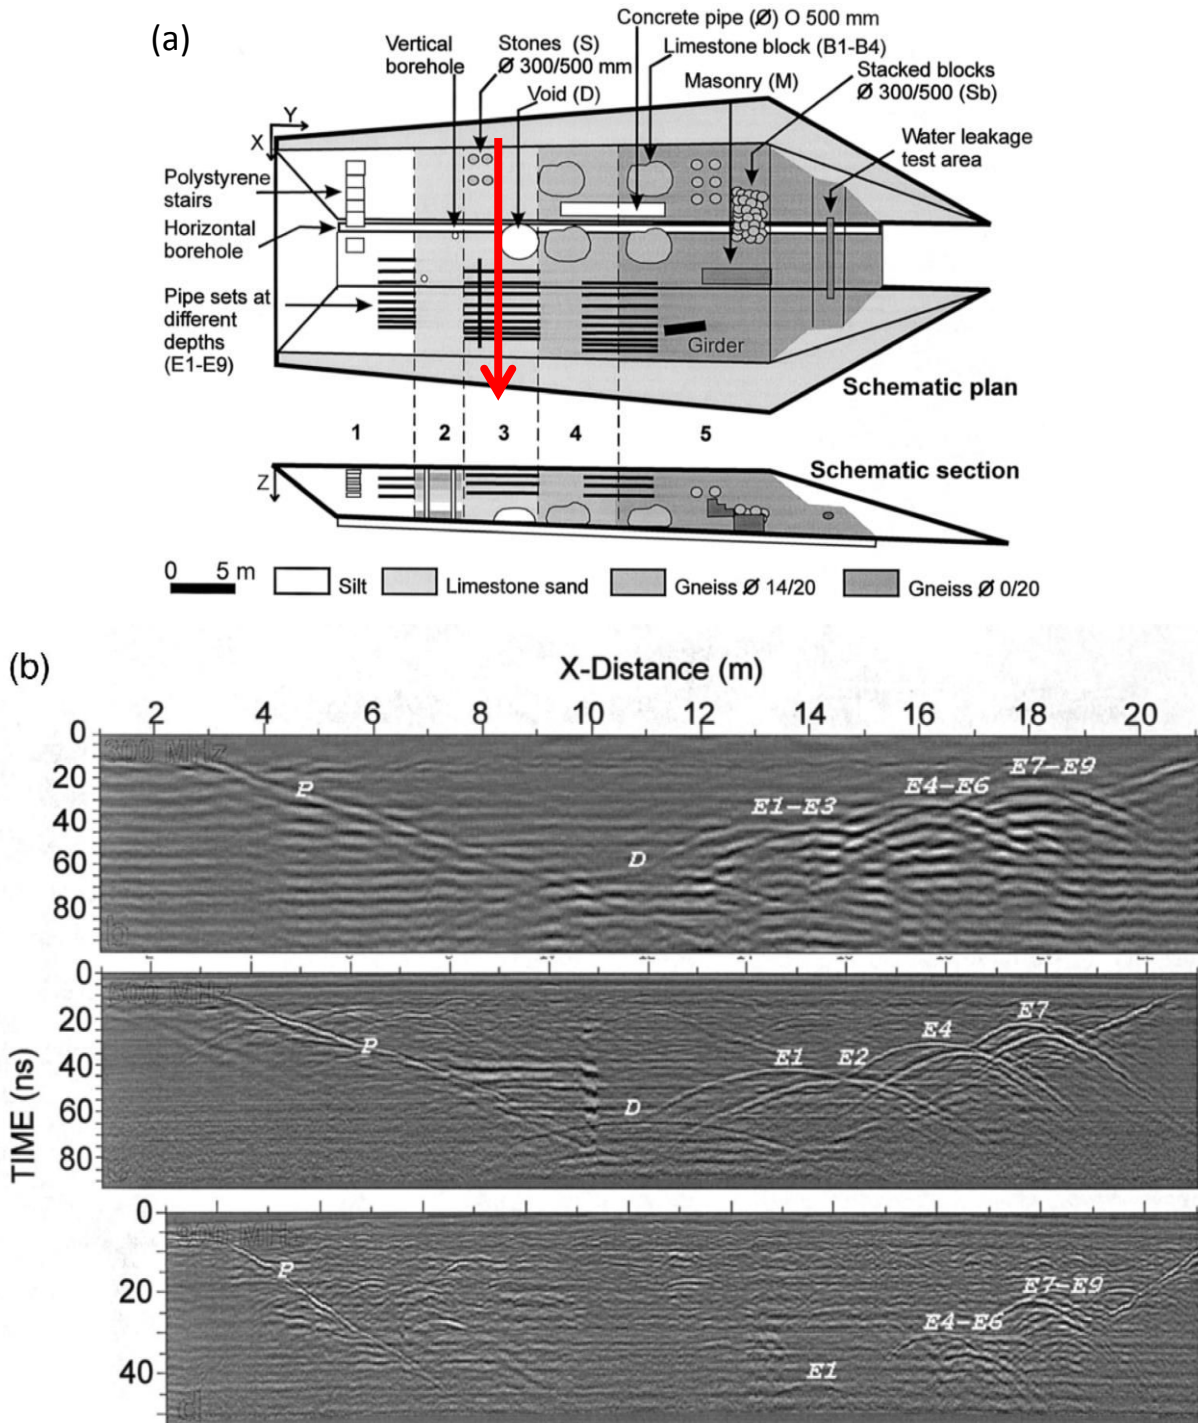 (a)
Concrete pipe (Ø) O 500 mm
Vertical
borehole
Stones (S)
Ø 300/500 mm
Void (D)
Limestone block (B1-B4)
Masonry (M)
Stacked blocks
Ø 300/500 (Sb)
Y
X
Water leakage
test area
Polystyrene
stairs
Horizontal
borehole
Pipe sets at
different
depths
(E1-E9)
Girder
Schematic plan
1 2 3 4 5
Schematic section
Z
0 5 m
Silt
Limestone sand
Gneiss Ø 14/20
Gneiss Ø 0/20
(b)
X-Distance (m)
2 4 6 8 10 12 14 16 18 20
0
300 MHz
20
40
60
80
P
D
E1-E3
E4-E6
E7-E9
b
TIME (ns)
0
20
40
60
80
P
D
E1
E2
E4
E7
0
900 MHz
20
40
P
E1
E4-E6
E7-E9
d